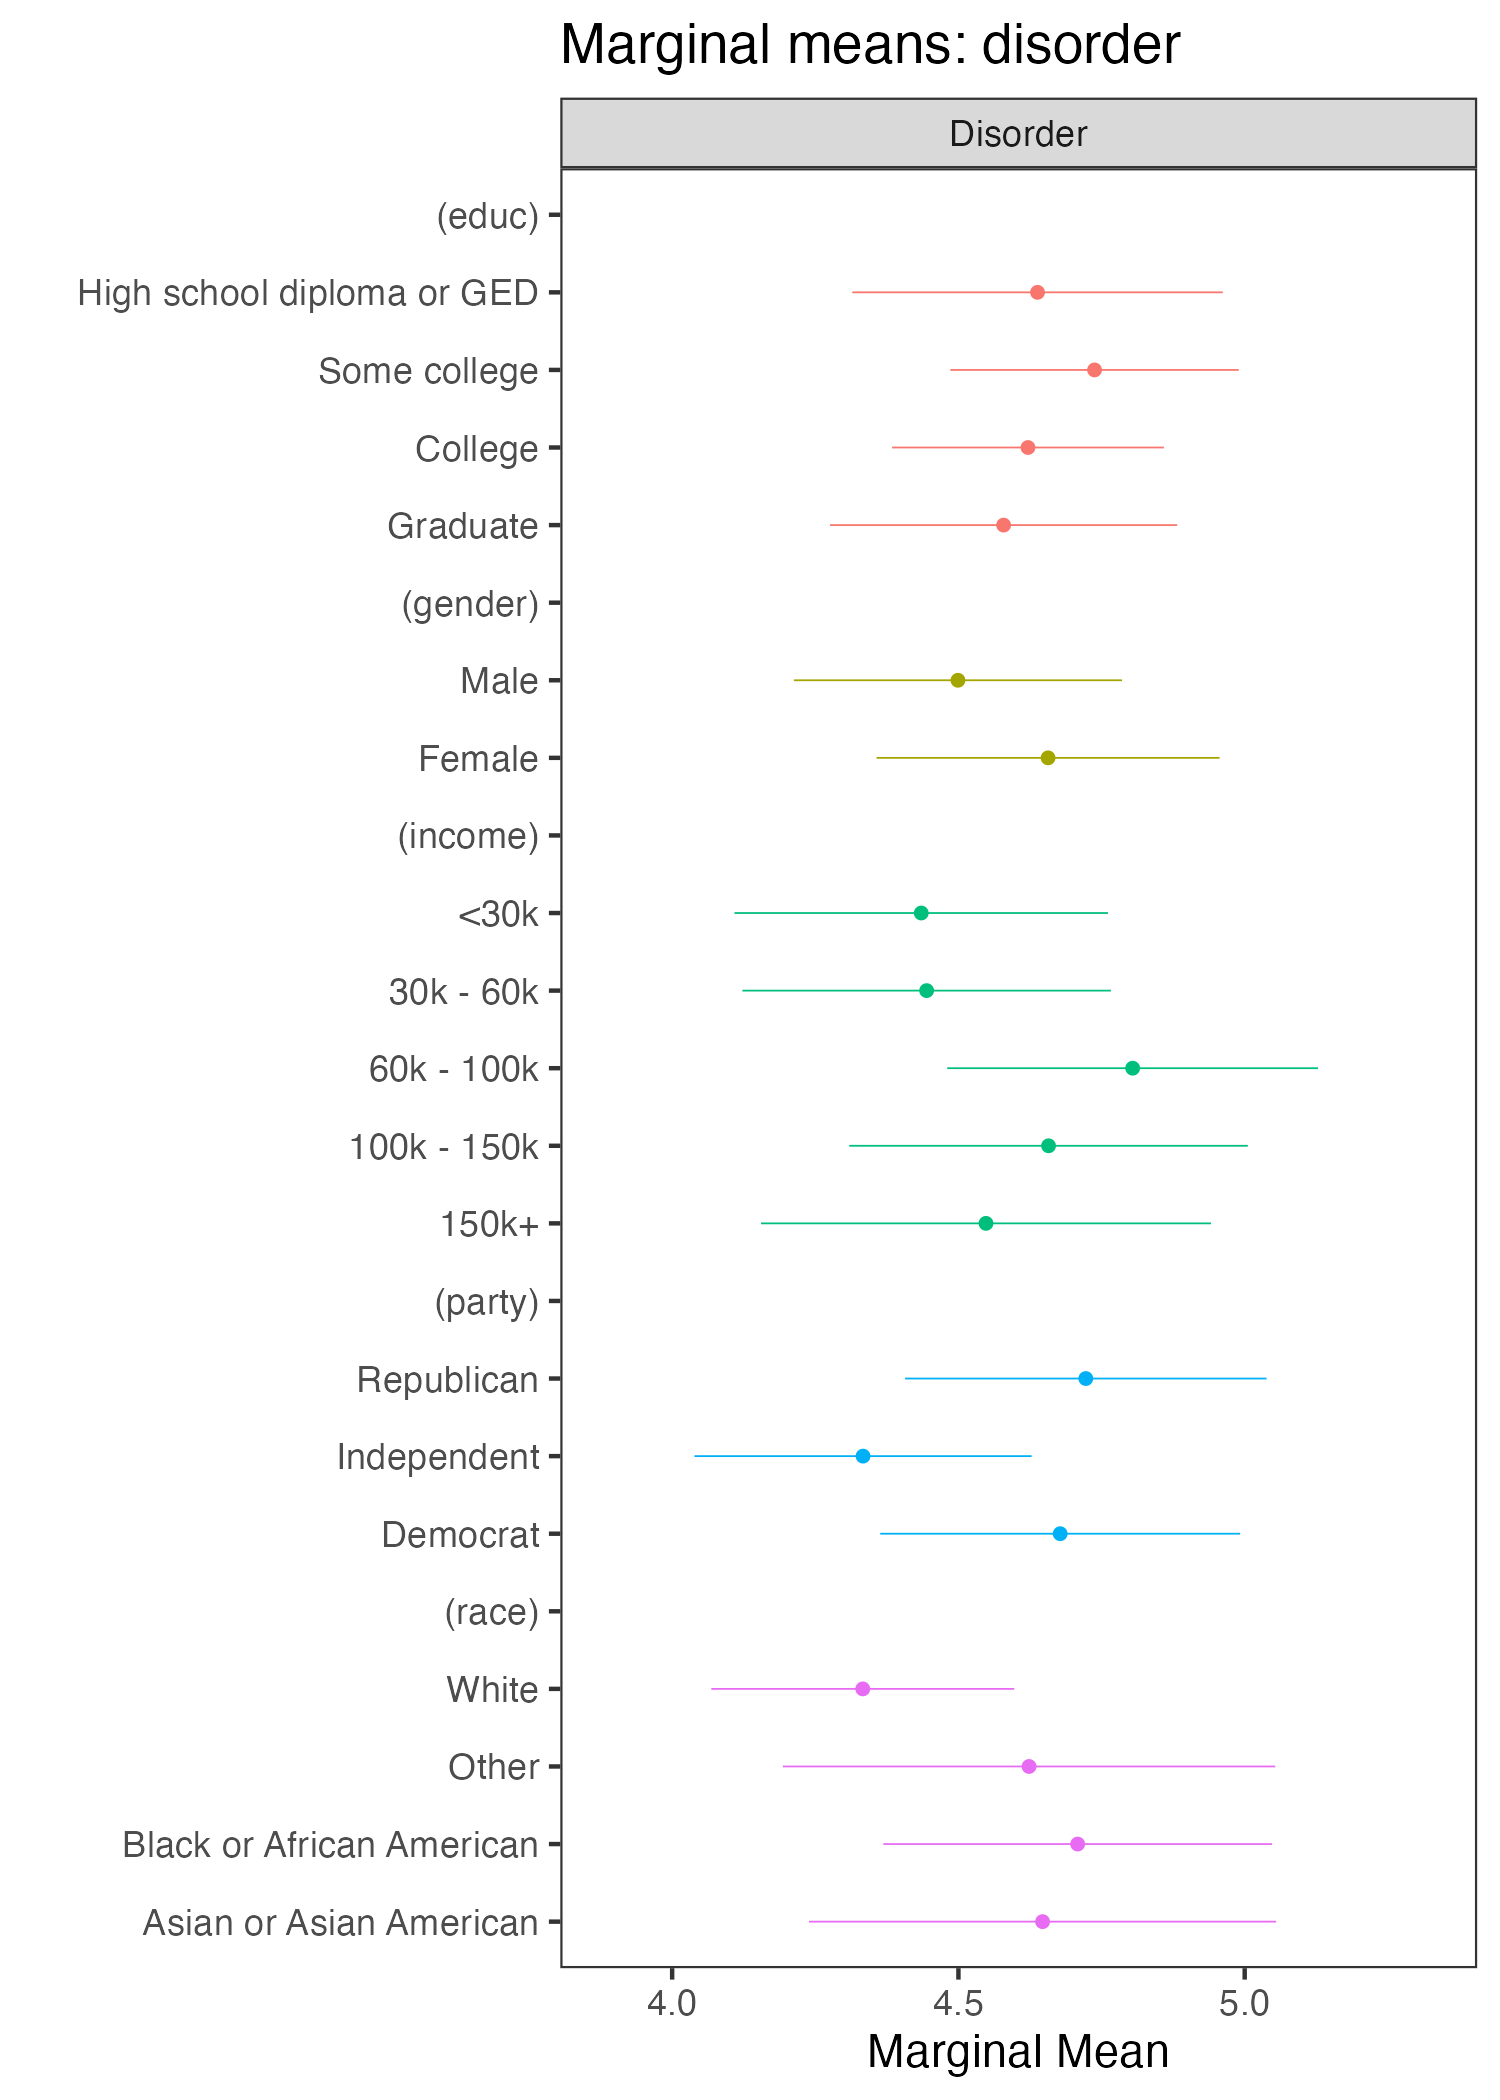 Marginal means: disorder
Disorder
(educ)
High school diploma or GED
Some college
College
Graduate
(gender)
Male
Female
(income)
<30k
30k - 60k
60k - 100k
100k - 150k
150k+
(party)
Republican
Independent
Democrat
(race)
White
Other
Black or African American
Asian or Asian American
4.0 4.5 5.0
Marginal Mean